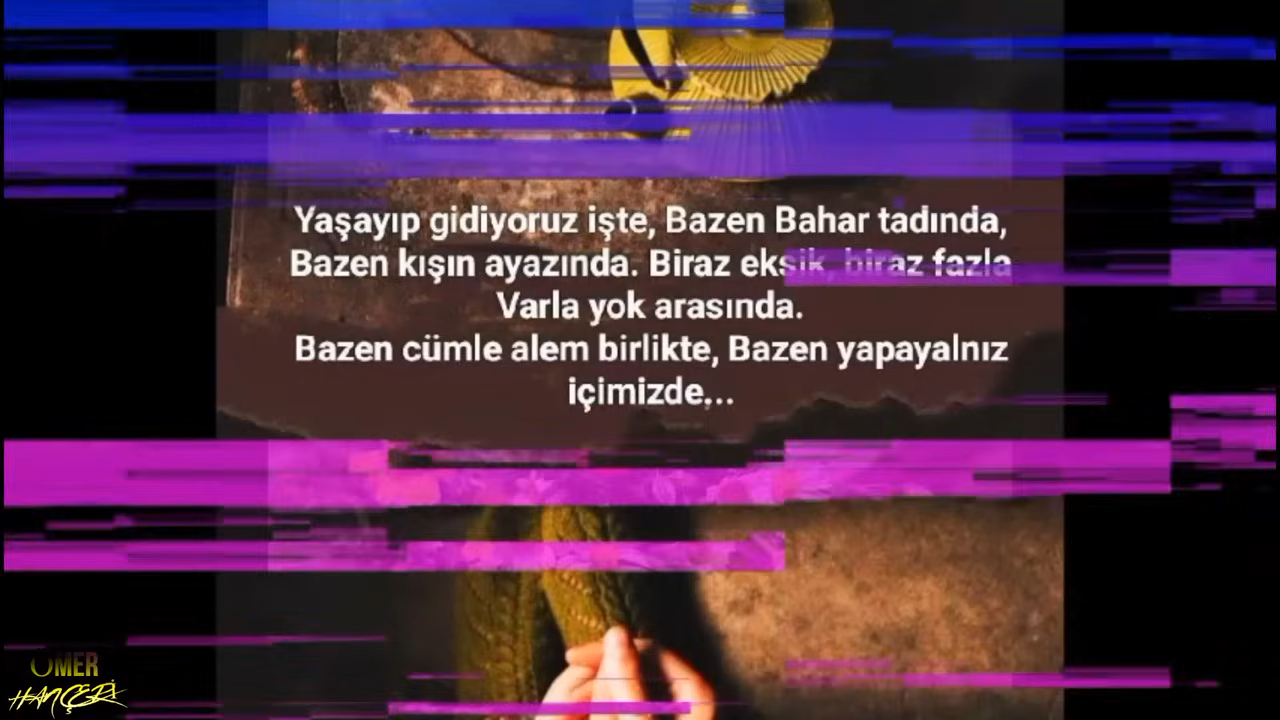 Yaşayıp gidiyoruz işte, Bazen Bahar tadında,
Bazen kışın ayazında. Biraz eksik, biraz fazla
Varla yok arasında.
Bazen cümle alem birlikte, Bazen yapayalnız
içimizde...
ÖMER
HANÇERİ